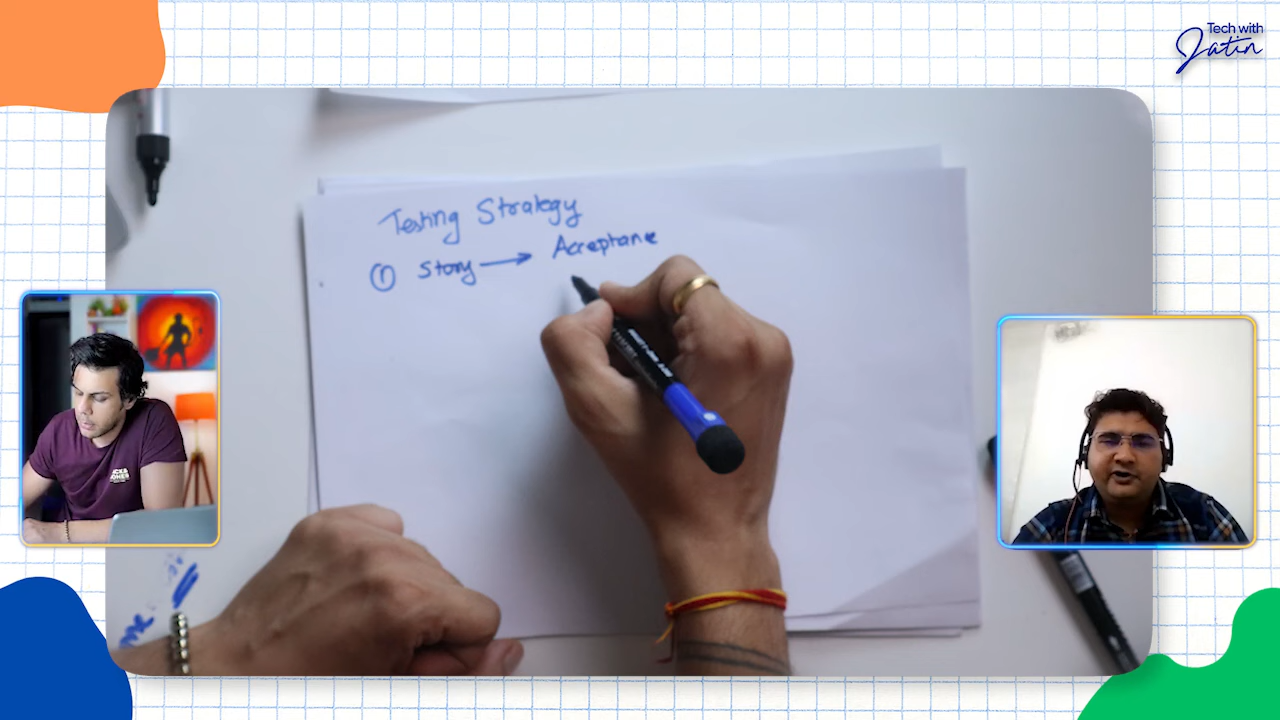 Tech with
Jatin
Testing Strategy
① Story → Acceptance